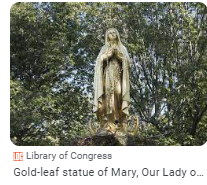 Library of Congress
Gold-leaf statue of Mary, Our Lady o...